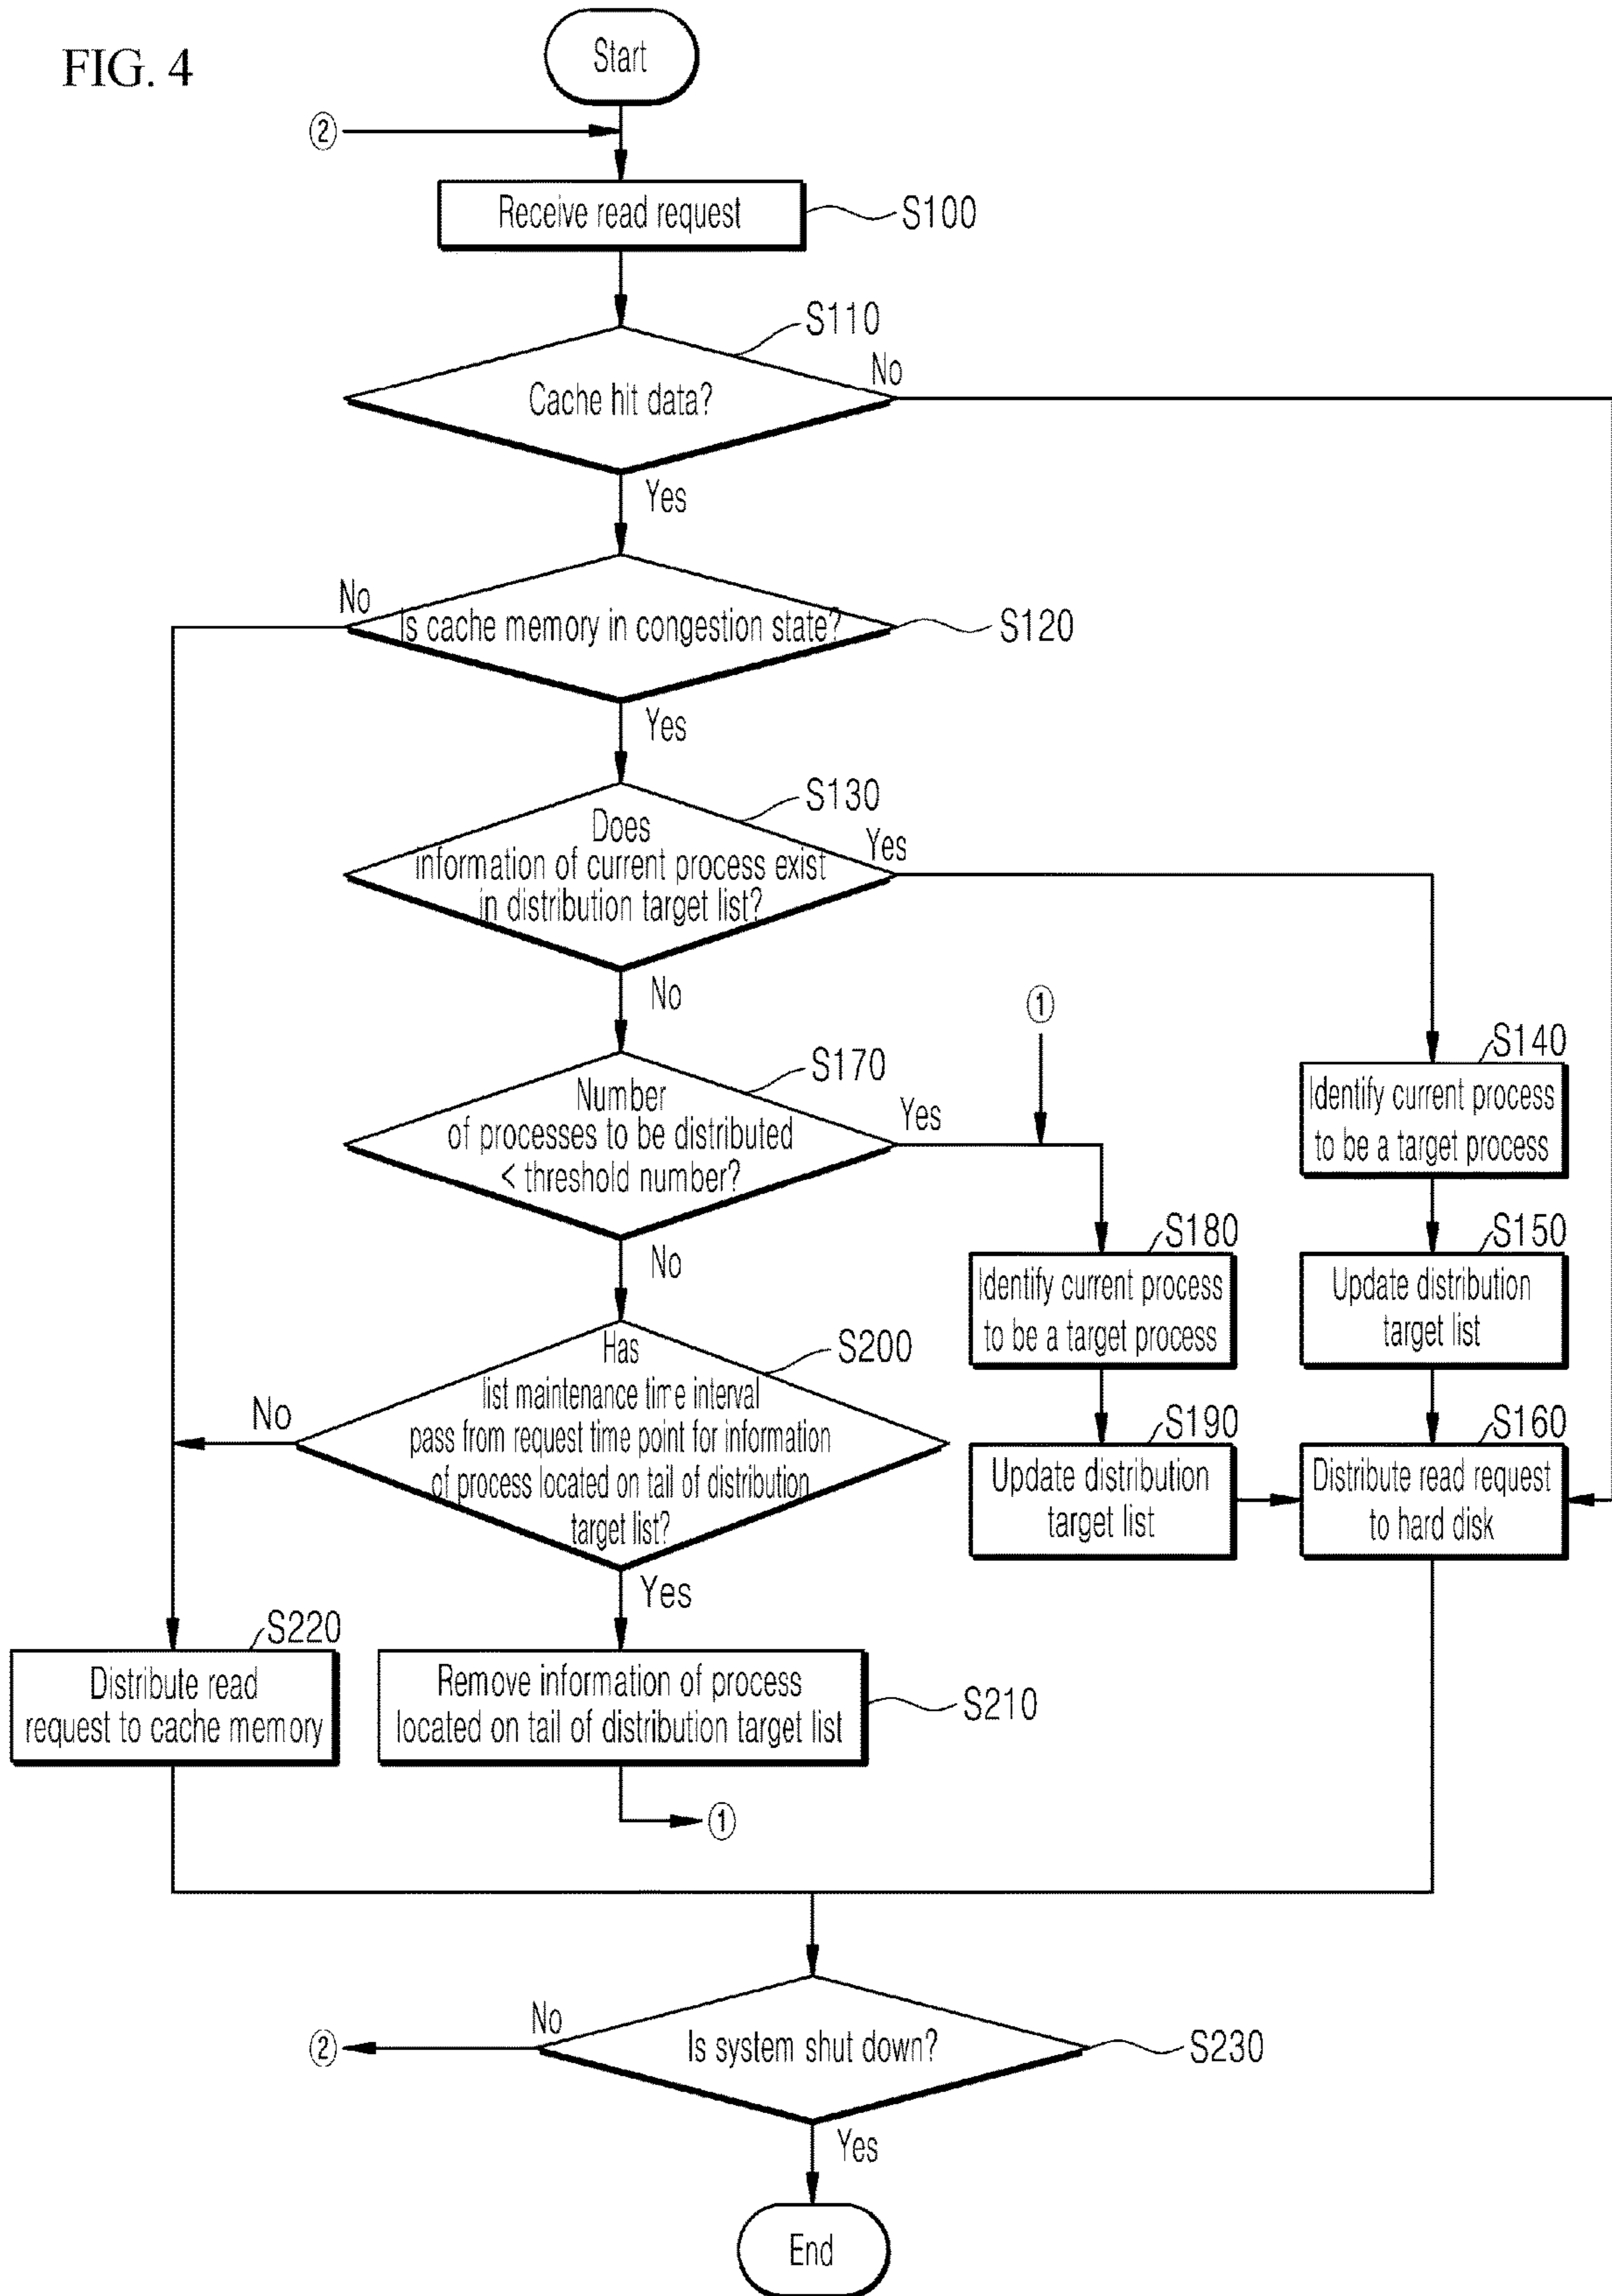 FIG. 4
Start
②
Receive read request
S100
S110
Cache hit data?
No
Yes
No
Is cache memory in congestion state?
S120
Yes
S130
Does
information of current process exist
in distribution target list?
Yes
No
①
S140
Identify current process
to be a target process
S170
Number
of processes to be distributed
< threshold number?
Yes
No
S180
Identify current process
to be a target process
S150
Update distribution
target list
S200
Has
list maintenance time interval
pass from request time point for information
of process located on tail of distribution
target list?
No
Yes
S190
Update distribution
target list
S160
Distribute read request
to hard disk
S220
Distribute read
request to cache memory
Remove information of process
located on tail of distribution target list
S210
①
No
②
Is system shut down?
S230
Yes
End